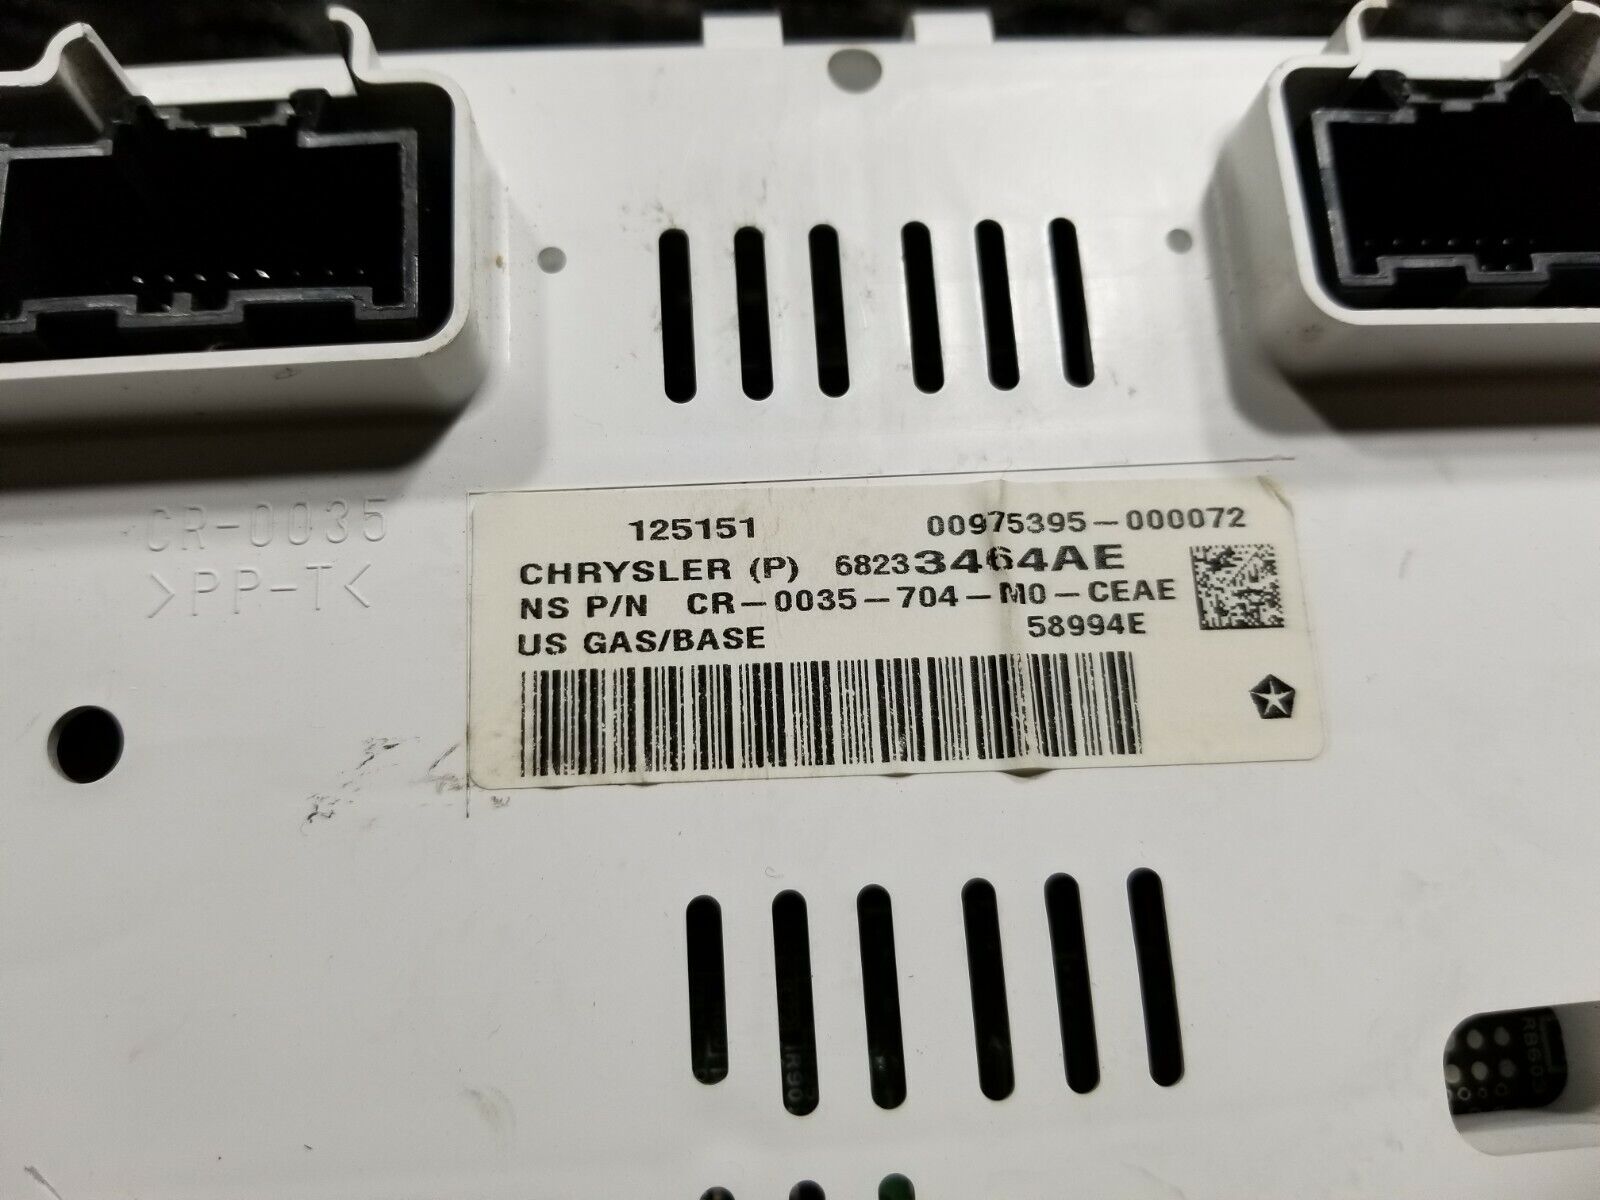 125151 00975395-000072
CHRYSLER (P) 68233464AE
NS P/N CR-0035-704-M0-CEAE
US GAS/BASE 58994E
CR-0035
>PP-T<